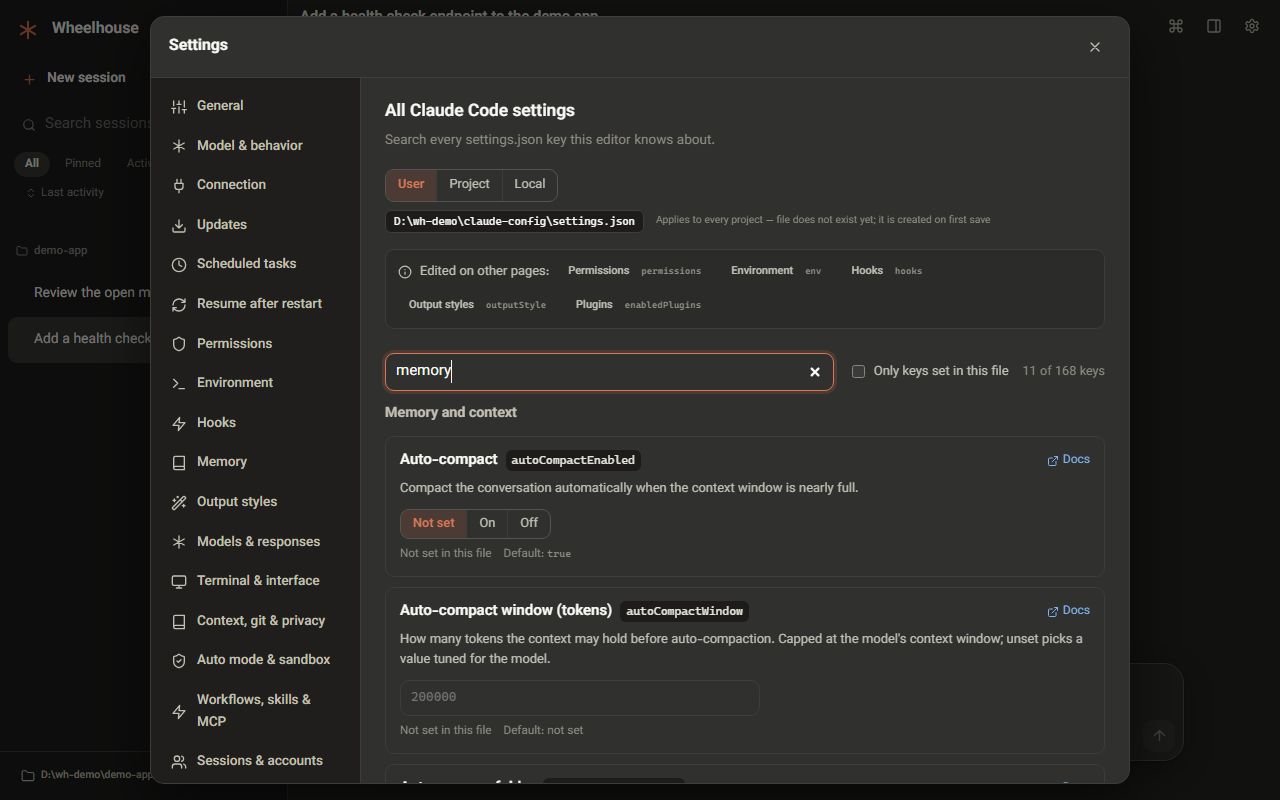 Wheelhouse
New session
Search sessions
All Pinned Activ
Last activity
demo-app
Review the open m
Add a health check
D:\wh-demo\demo-app
Add a health check endpoint to the demo app
Settings
General
Model & behavior
Connection
Updates
Scheduled tasks
Resume after restart
Permissions
Environment
Hooks
Memory
Output styles
Models & responses
Terminal & interface
Context, git & privacy
Auto mode & sandbox
Workflows, skills &
MCP
Sessions & accounts
All Claude Code settings
Search every settings.json key this editor knows about.
User Project Local
D:\wh-demo\claude-config\settings.json Applies to every project — file does not exist yet; it is created on first save
Edited on other pages: Permissions permissions Environment env Hooks hooks
Output styles outputStyle Plugins enabledPlugins
memory Only keys set in this file 11 of 168 keys
Memory and context
Auto-compact autoCompactEnabled Docs
Compact the conversation automatically when the context window is nearly full.
Not set On Off
Not set in this file Default: true
Auto-compact window (tokens) autoCompactWindow Docs
How many tokens the context may hold before auto-compaction. Capped at the model's context window; unset picks a
value tuned for the model.
200000
Not set in this file Default: not set